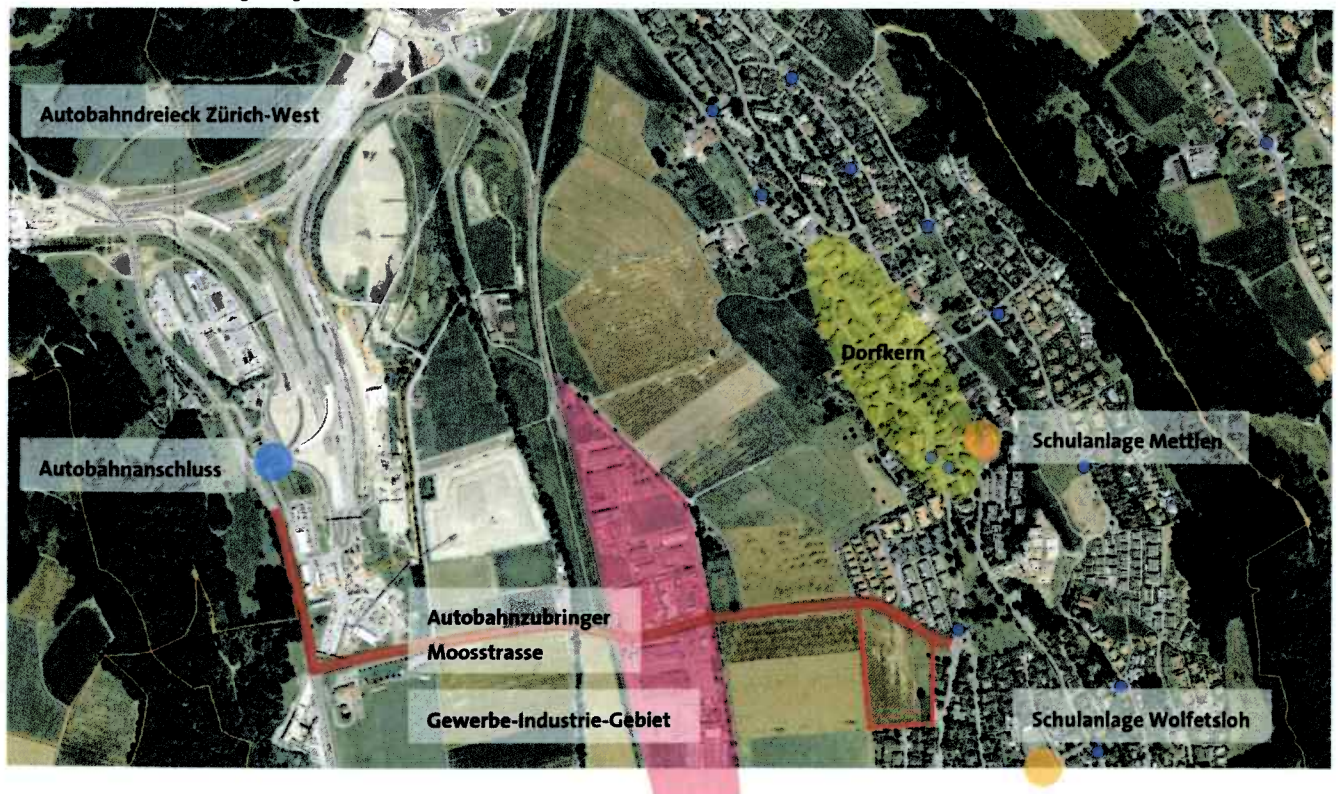 Autobahndreieck Zürich-West
Dorfkern
Schulanlage Mettlen
Autobahnanschluss
Autobahnzubringer
Moosstrasse
Gewerbe-Industrie-Gebiet
Schulanlage Wolfetsloh